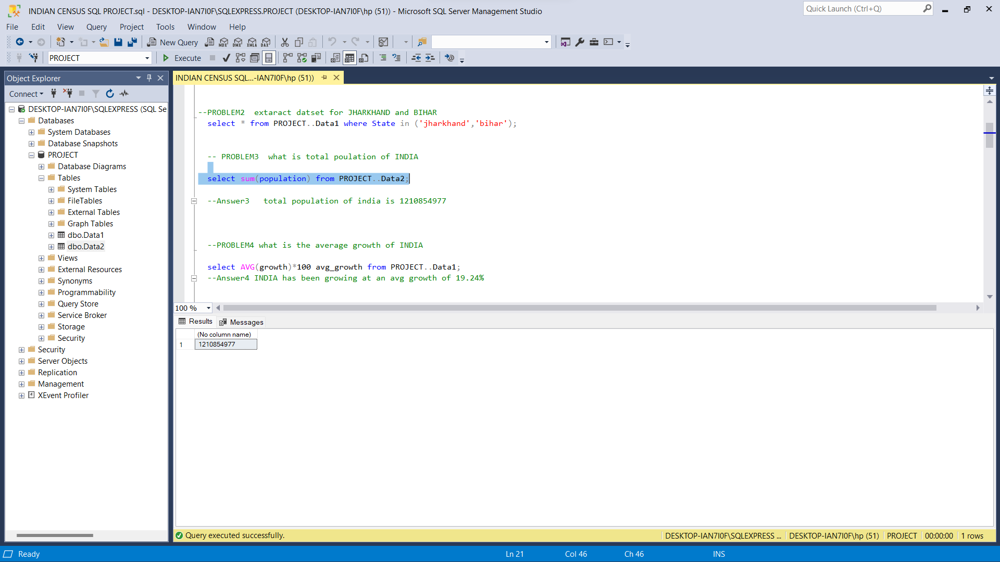 INDIAN CENSUS SQL PROJECT.sql - DESKTOP-IAN7I0F\SQLEXPRESS.PROJECT (DESKTOP-IAN7I0F\hp (51)) - Microsoft SQL Server Management Studio
Quick Launch (Ctrl+Q)
File Edit View Query Project Tools Window Help
New Query
MDX DMX XMLA DAX
PROJECT
Execute
Object Explorer
INDIAN CENSUS SQL...-IAN7I0F\hp (51))
Connect
DESKTOP-IAN7I0F\SQLEXPRESS (SQL Se
Databases
System Databases
Database Snapshots
PROJECT
Database Diagrams
Tables
System Tables
FileTables
External Tables
Graph Tables
dbo.Data1
dbo.Data2
Views
External Resources
Synonyms
Programmability
Query Store
Service Broker
Storage
Security
Security
Server Objects
Replication
Management
XEvent Profiler
--PROBLEM2  extaract datset for JHARKHAND and BIHAR
select * from PROJECT..Data1 where State in ('jharkhand','bihar');
-- PROBLEM3  what is total poulation of INDIA
select sum(population) from PROJECT..Data2;
--Answer3   total population of india is 1210854977
--PROBLEM4 what is the average growth of INDIA
select AVG(growth)*100 avg_growth from PROJECT..Data1;
--Answer4 INDIA has been growing at an avg growth of 19.24%
100 %
Results Messages
(No column name)
1 1210854977
Query executed successfully.
DESKTOP-IAN7I0F\SQLEXPRESS ... DESKTOP-IAN7I0F\hp (51) PROJECT 00:00:00 1 rows
Ready
Ln 21 Col 46 Ch 46 INS